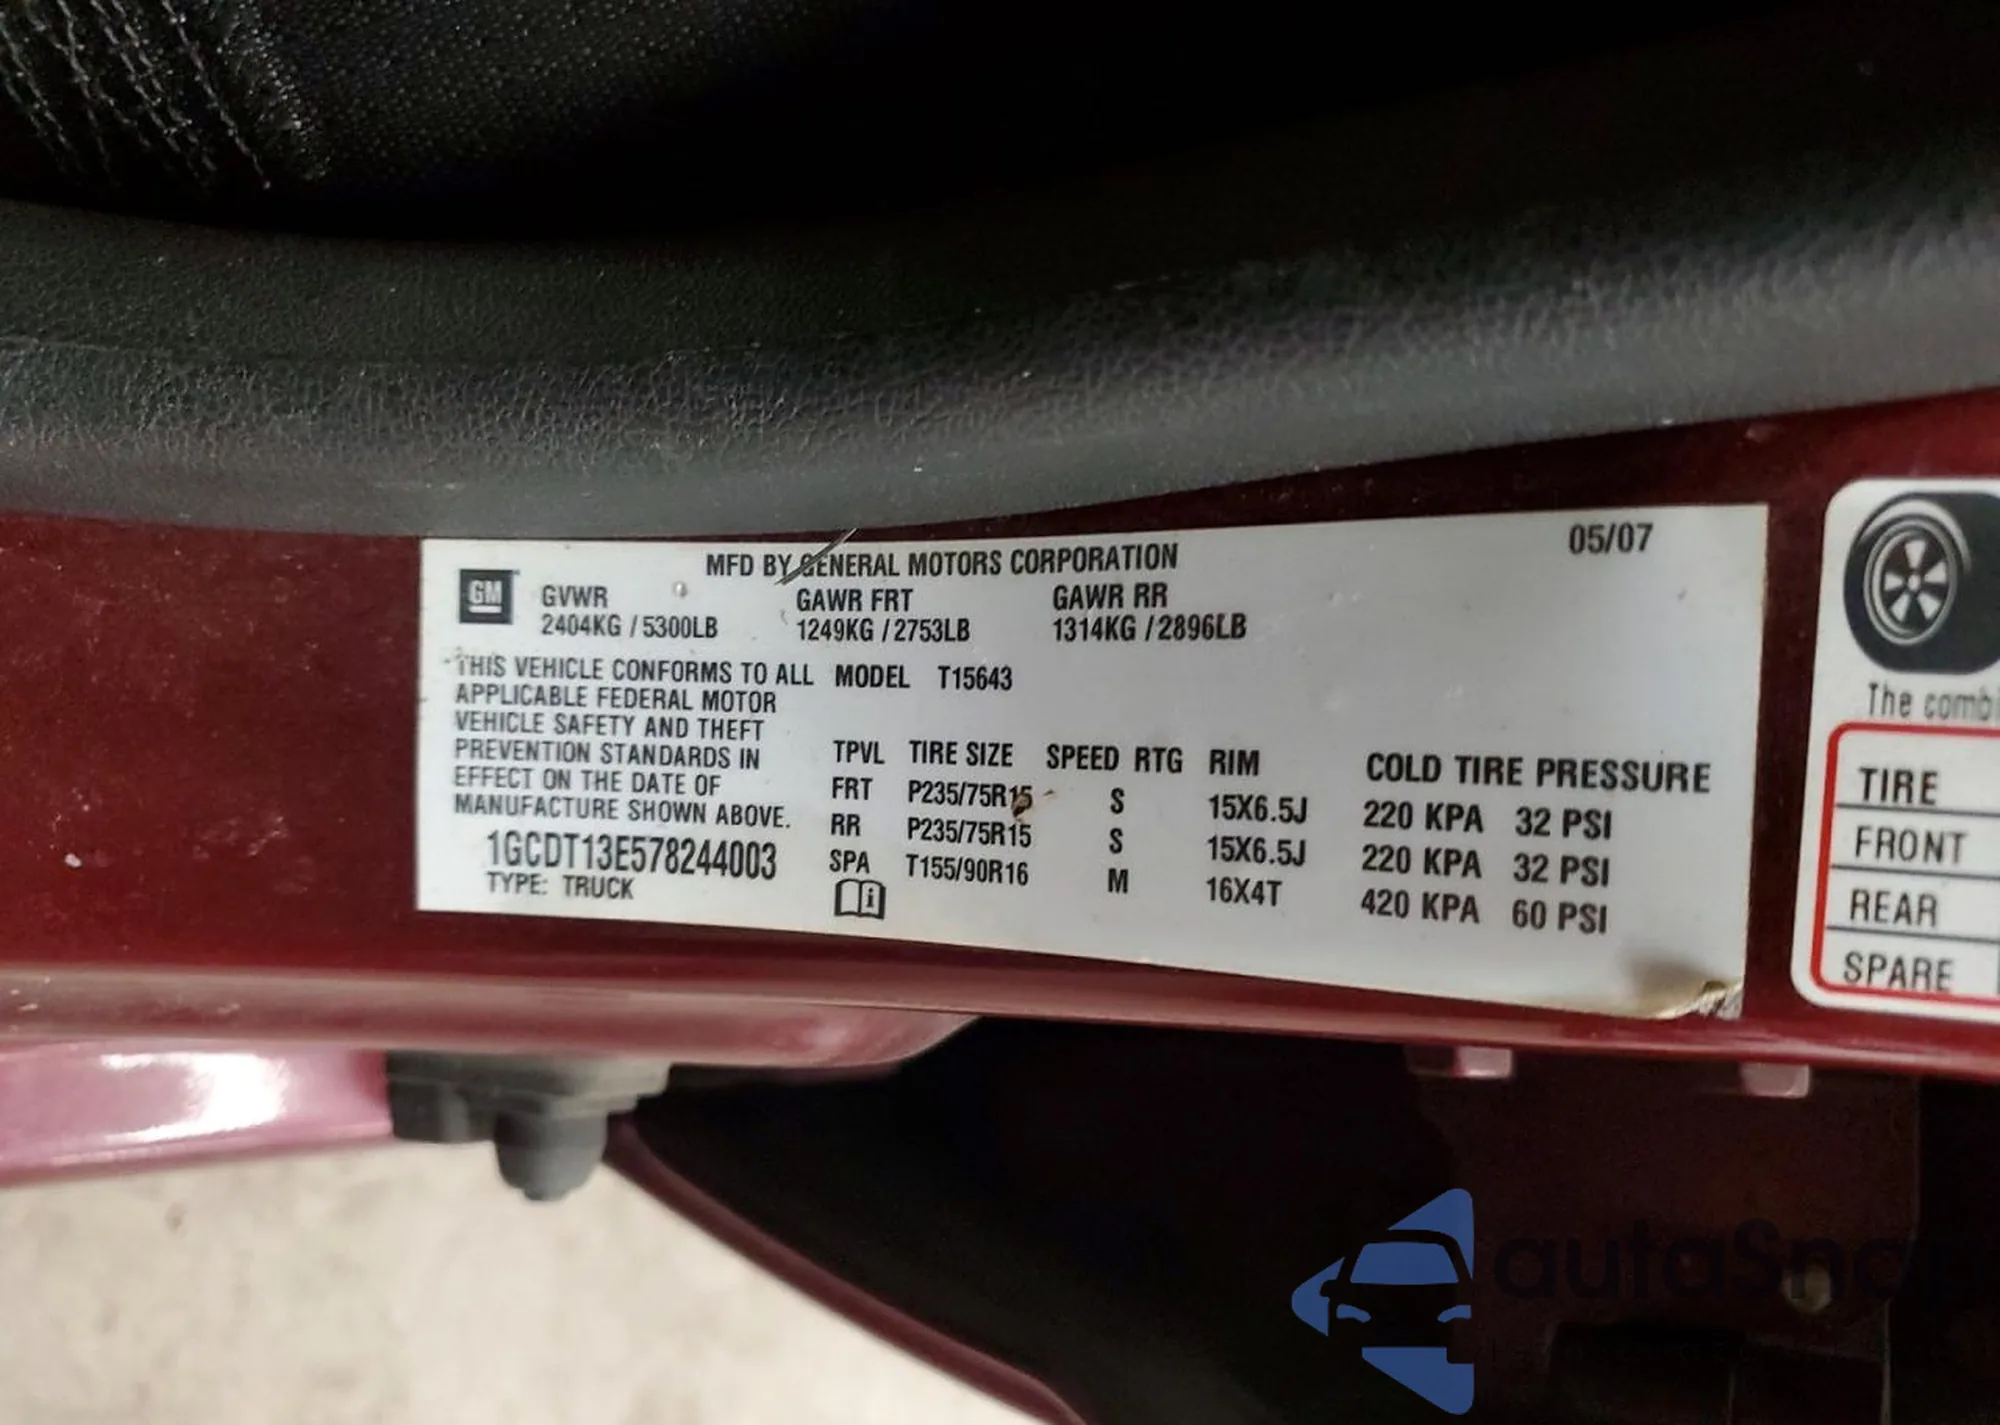 MFD BY GENERAL MOTORS CORPORATION 05/07
GM
GVWR GAWR FRT GAWR RR
2404KG / 5300LB 1249KG / 2753LB 1314KG / 2896LB
THIS VEHICLE CONFORMS TO ALL
APPLICABLE FEDERAL MOTOR
VEHICLE SAFETY AND THEFT
PREVENTION STANDARDS IN
EFFECT ON THE DATE OF
MANUFACTURE SHOWN ABOVE.
1GCDT13E578244003
TYPE: TRUCK
MODEL T15643
TPVL TIRE SIZE SPEED RTG RIM COLD TIRE PRESSURE
FRT P235/75R15 S 15X6.5J 220 KPA 32 PSI
RR P235/75R15 S 15X6.5J 220 KPA 32 PSI
SPA T155/90R16 M 16X4T 420 KPA 60 PSI
The
TIRE
FRONT
REAR
SPARE
autaSnap